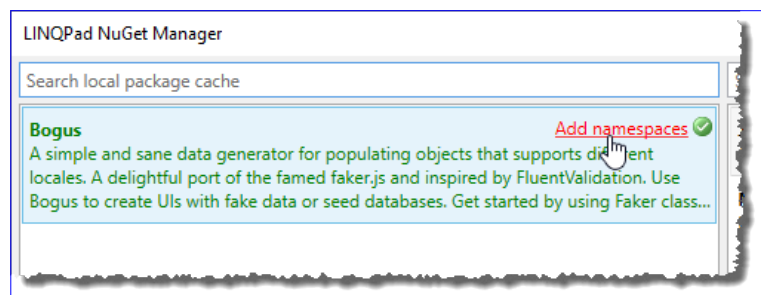 LINQPad NuGet Manager
Search local package cache
Bogus Add namespaces
A simple and sane data generator for populating objects that supports different
locales. A delightful port of the famed faker.js and inspired by FluentValidation. Use
Bogus to create UIs with fake data or seed databases. Get started by using Faker class...